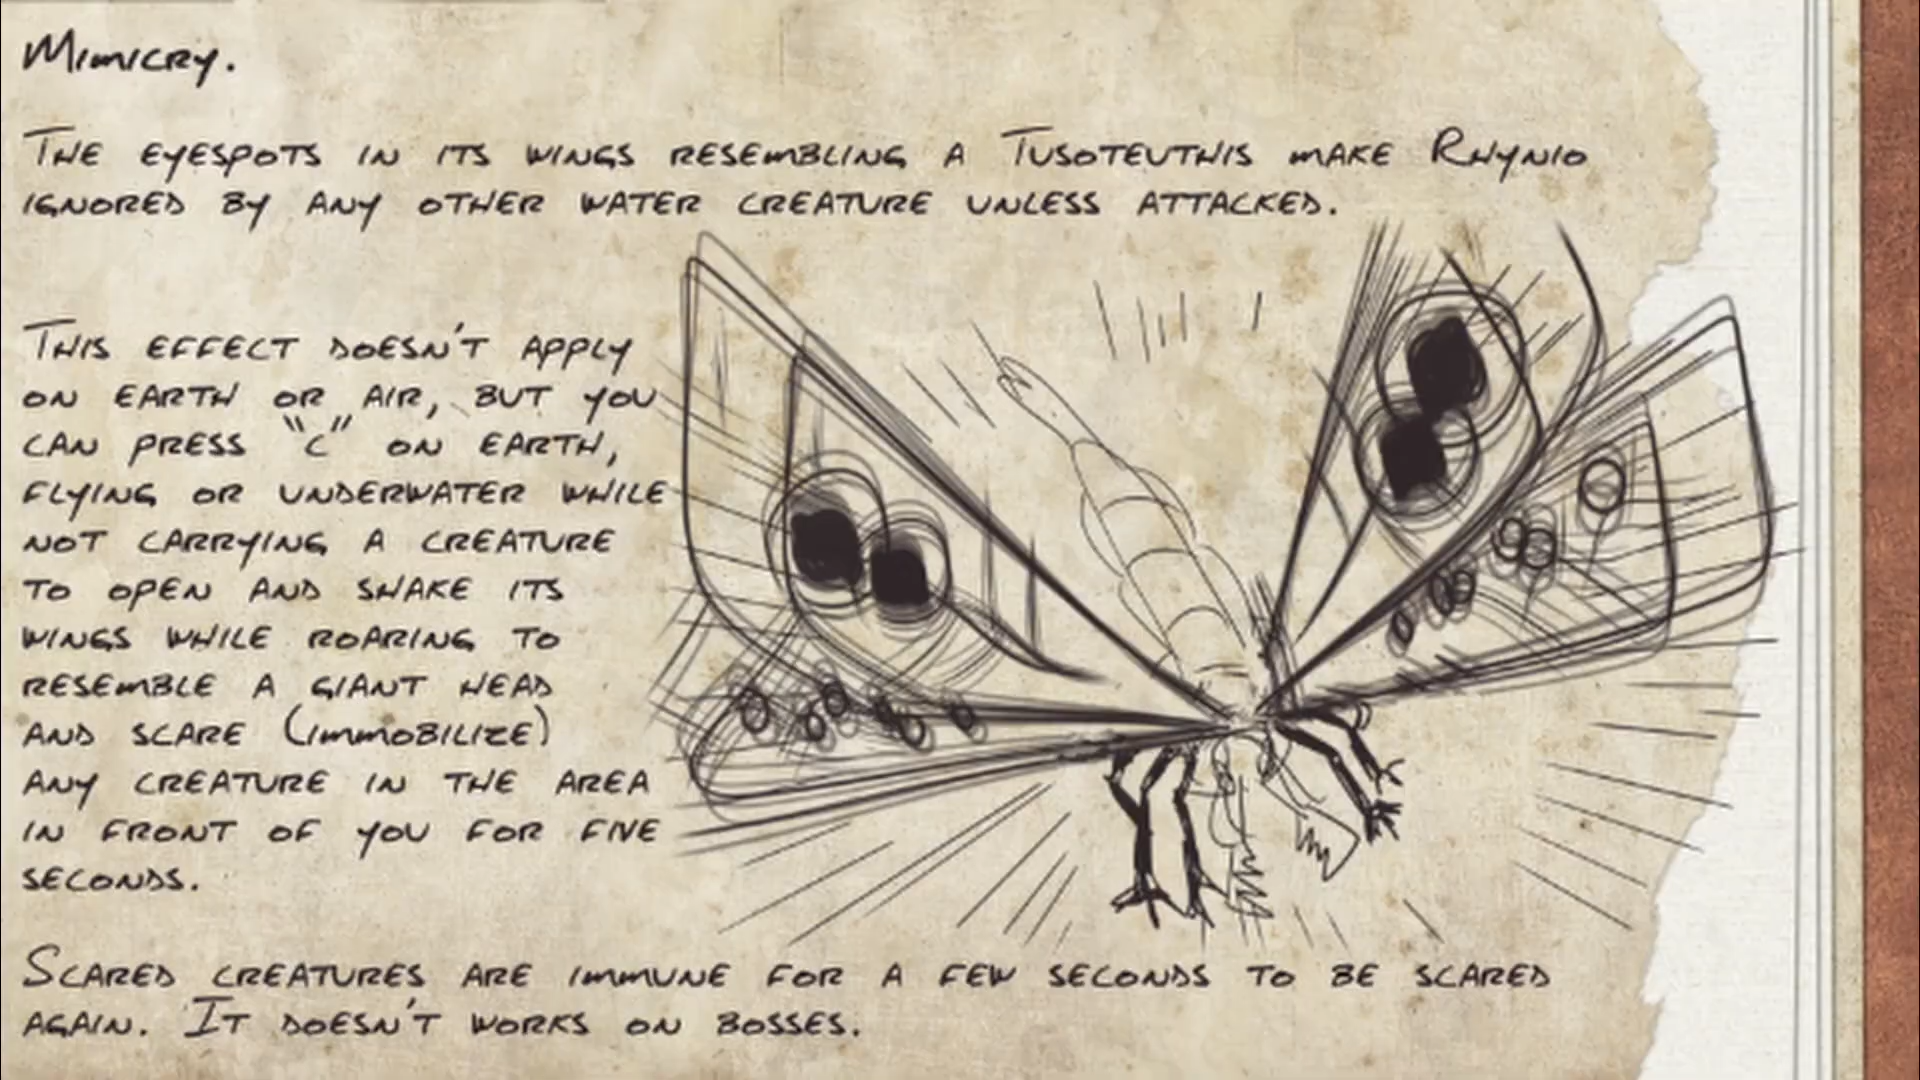 Mimicry.
The eyespots in its wings resembling a Tusoteuthis make Rhynio
ignored by any other water creature unless attacked.
This effect doesn't apply
on earth or air, but you
can press "C" on earth,
flying or underwater while
not carrying a creature
to open and shake its
wings while roaring to
resemble a giant head
and scare (immobilize)
any creature in the area
in front of you for five
seconds.
Scared creatures are immune for a few seconds to be scared
again. It doesn't works on bosses.